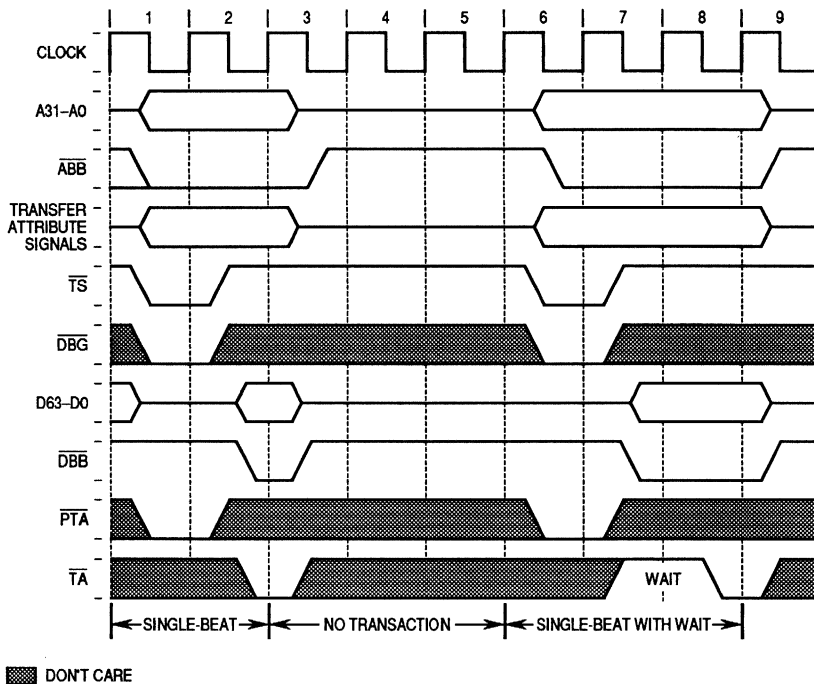 1 2 3 4 5 6 7 8 9
CLOCK
A31–A0
ABB
TRANSFER
ATTRIBUTE
SIGNALS
TS
DBG
D63–D0
DBB
PTA
TA
WAIT
SINGLE-BEAT
NO TRANSACTION
SINGLE-BEAT WITH WAIT
DON'T CARE